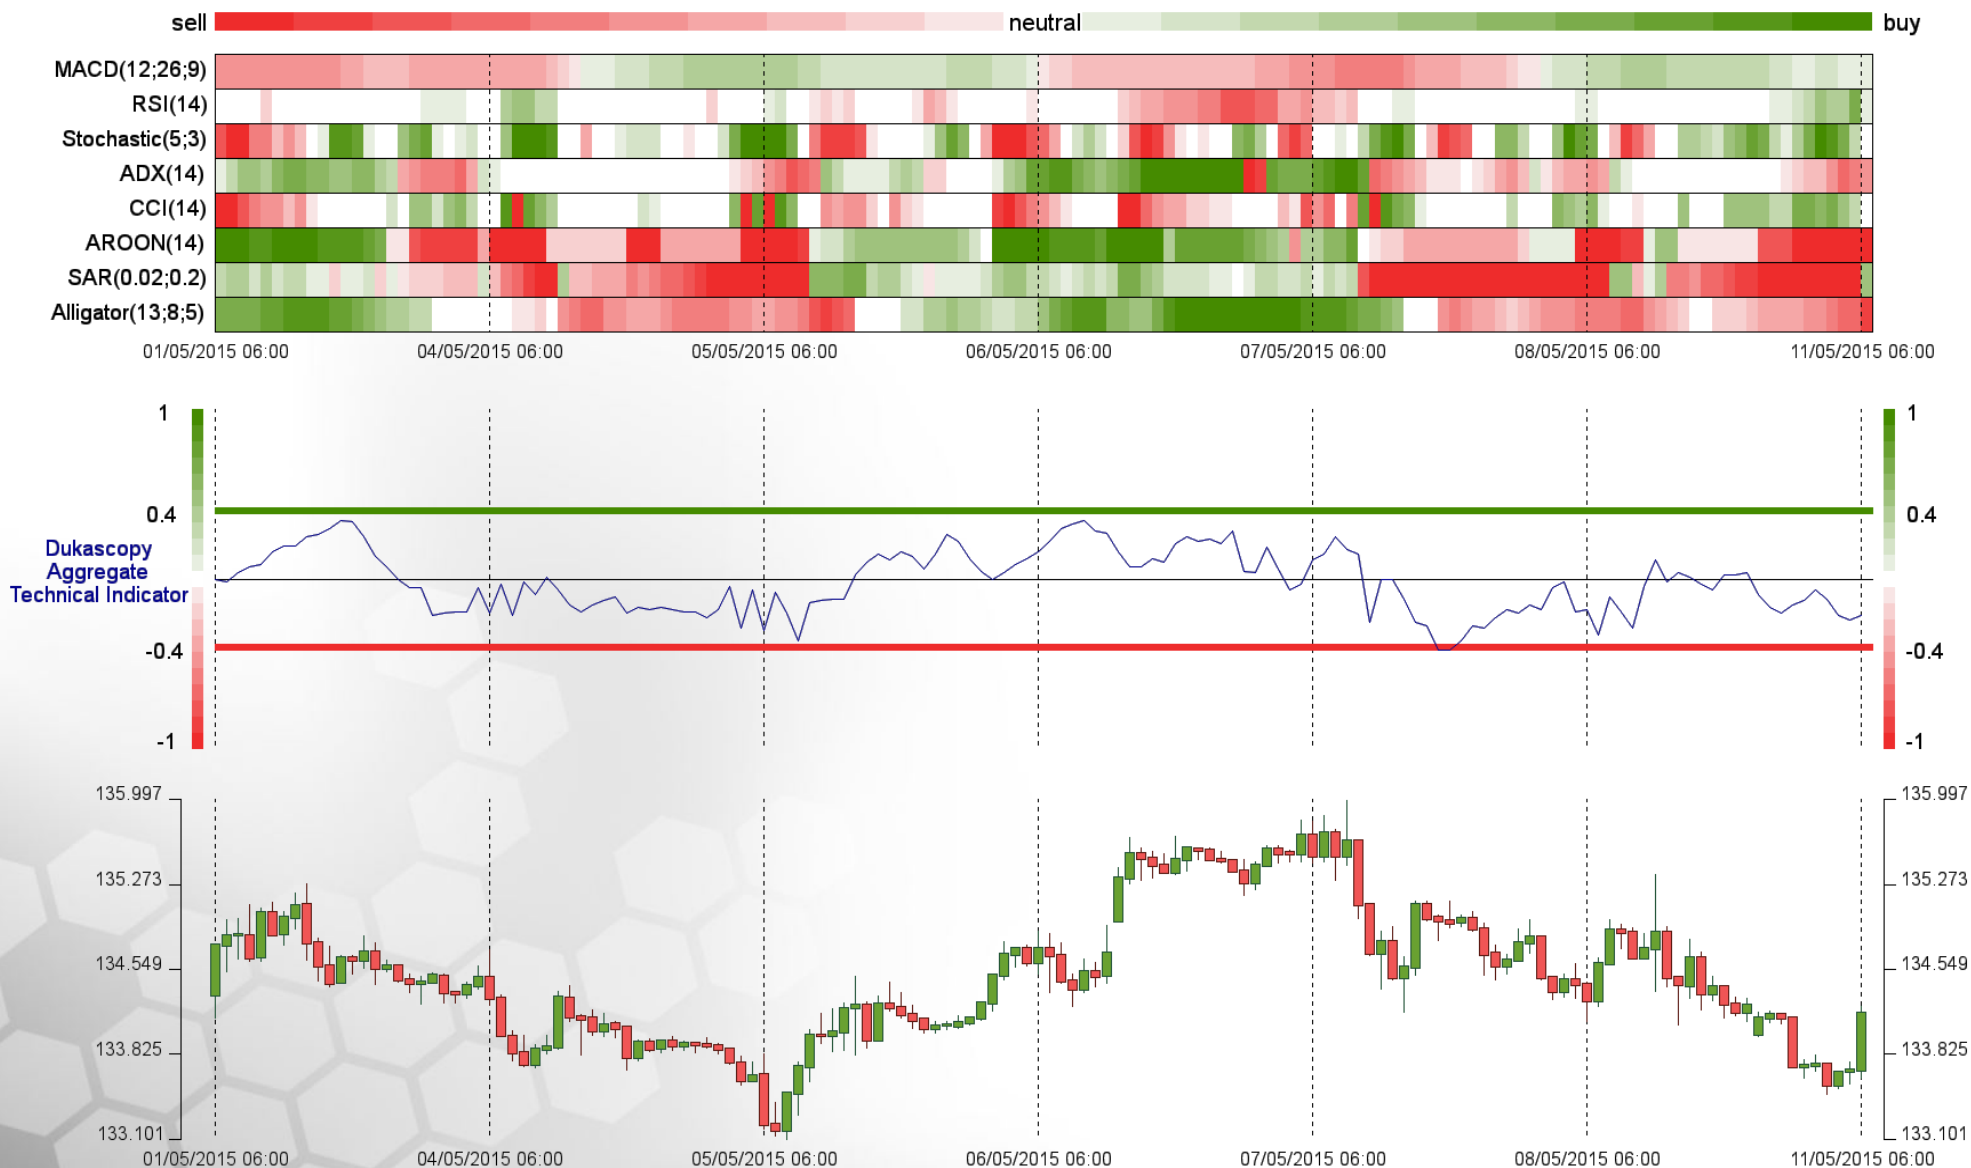 sell neutral buy
MACD(12;26;9)
RSI(14)
Stochastic(5;3)
ADX(14)
CCI(14)
AROON(14)
SAR(0.02;0.2)
Alligator(13;8;5)
01/05/2015 06:00 04/05/2015 06:00 05/05/2015 06:00 06/05/2015 06:00 07/05/2015 06:00 08/05/2015 06:00 11/05/2015 06:00
1 1
0.4 0.4
Dukascopy
Aggregate
Technical Indicator
-0.4 -0.4
-1 -1
135.997 135.997
135.273 135.273
134.549 134.549
133.825 133.825
133.101 133.101
01/05/2015 06:00 04/05/2015 06:00 05/05/2015 06:00 06/05/2015 06:00 07/05/2015 06:00 08/05/2015 06:00 11/05/2015 06:00